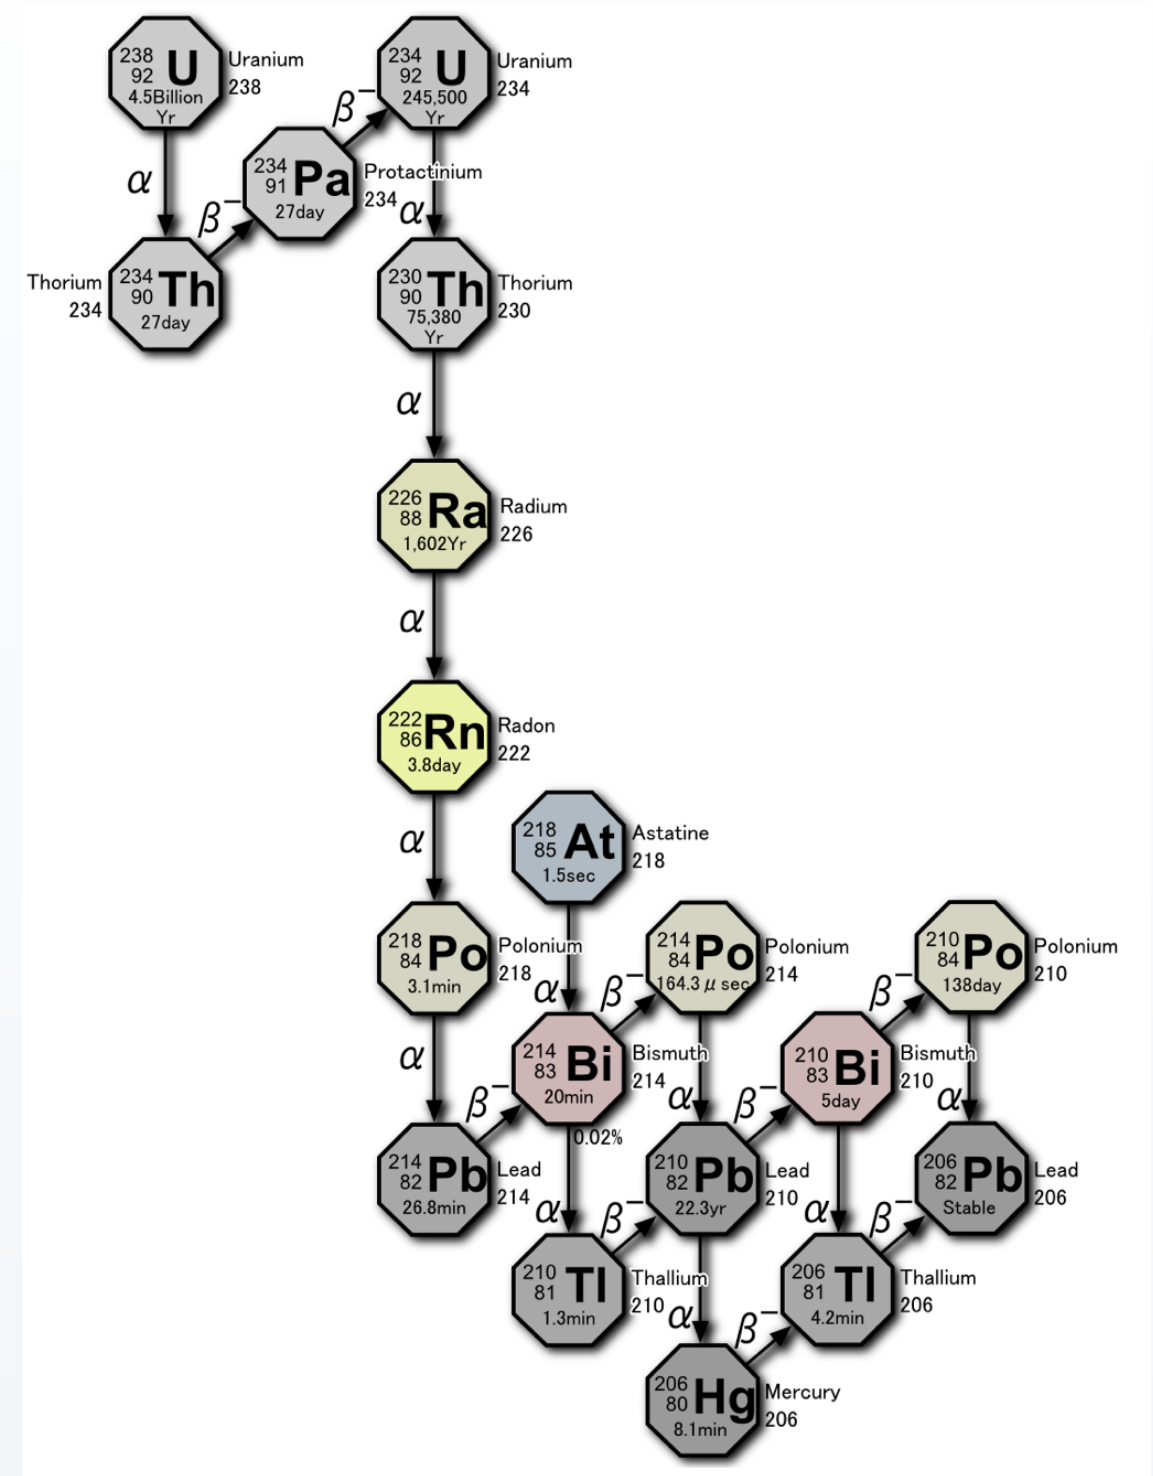 238
92 U
4.5Billion
Yr
Uranium
238
234
92 U
245,500
Yr
Uranium
234
β−
α
234
91 Pa
27day
Protactinium
234
β−
α
Thorium
234
234
90 Th
27day
230
90 Th
75,380
Yr
Thorium
230
α
226
88 Ra
1,602Yr
Radium
226
α
222
86 Rn
3.8day
Radon
222
α
218
85 At
1.5sec
Astatine
218
218
84 Po
3.1min
Polonium
218
α
214
84 Po
164.3 μ sec
Polonium
214
β−
210
84 Po
138day
Polonium
210
β−
α
214
83 Bi
20min
Bismuth
214
β−
0.02%
α
210
83 Bi
5day
Bismuth
210
β−
α
214
82 Pb
26.8min
Lead
214
α
210
82 Pb
22.3yr
Lead
210
β−
206
82 Pb
Stable
Lead
206
α
β−
210
81 Tl
1.3min
Thallium
210
α
206
81 Tl
4.2min
Thallium
206
β−
206
80 Hg
8.1min
Mercury
206